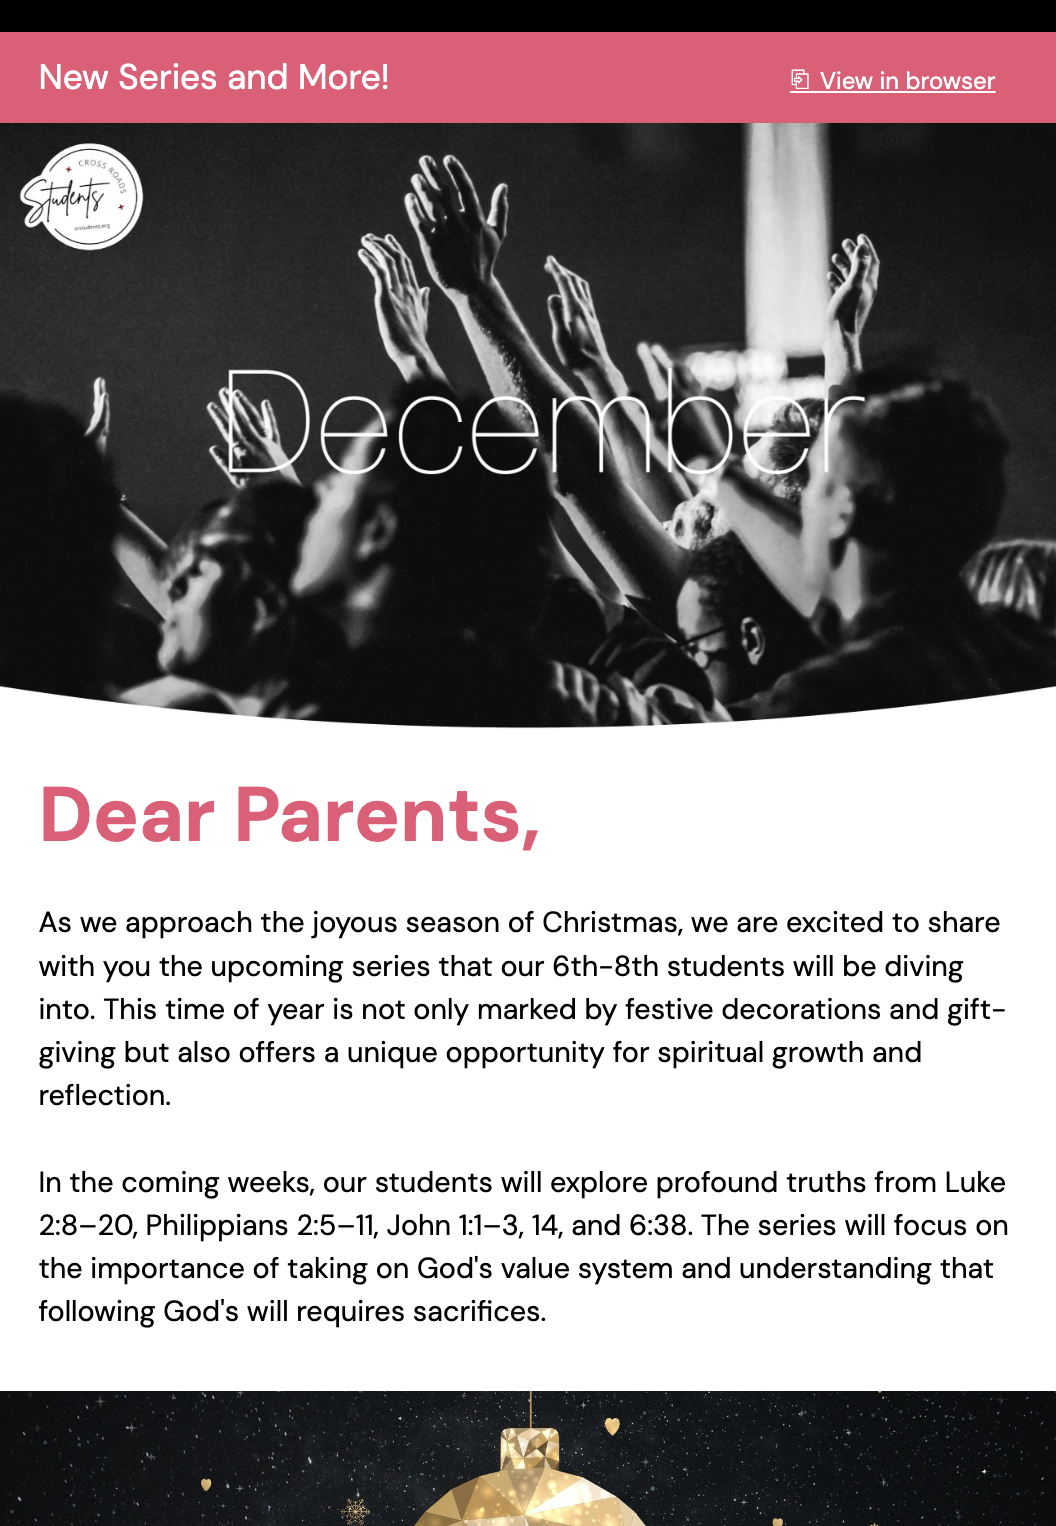 New Series and More!
View in browser
CROSS ROADS
Students
crstudents.org
December
Dear Parents,
As we approach the joyous season of Christmas, we are excited to share
with you the upcoming series that our 6th-8th students will be diving
into. This time of year is not only marked by festive decorations and gift-
giving but also offers a unique opportunity for spiritual growth and
reflection.
In the coming weeks, our students will explore profound truths from Luke
2:8–20, Philippians 2:5–11, John 1:1–3, 14, and 6:38. The series will focus on
the importance of taking on God's value system and understanding that
following God's will requires sacrifices.